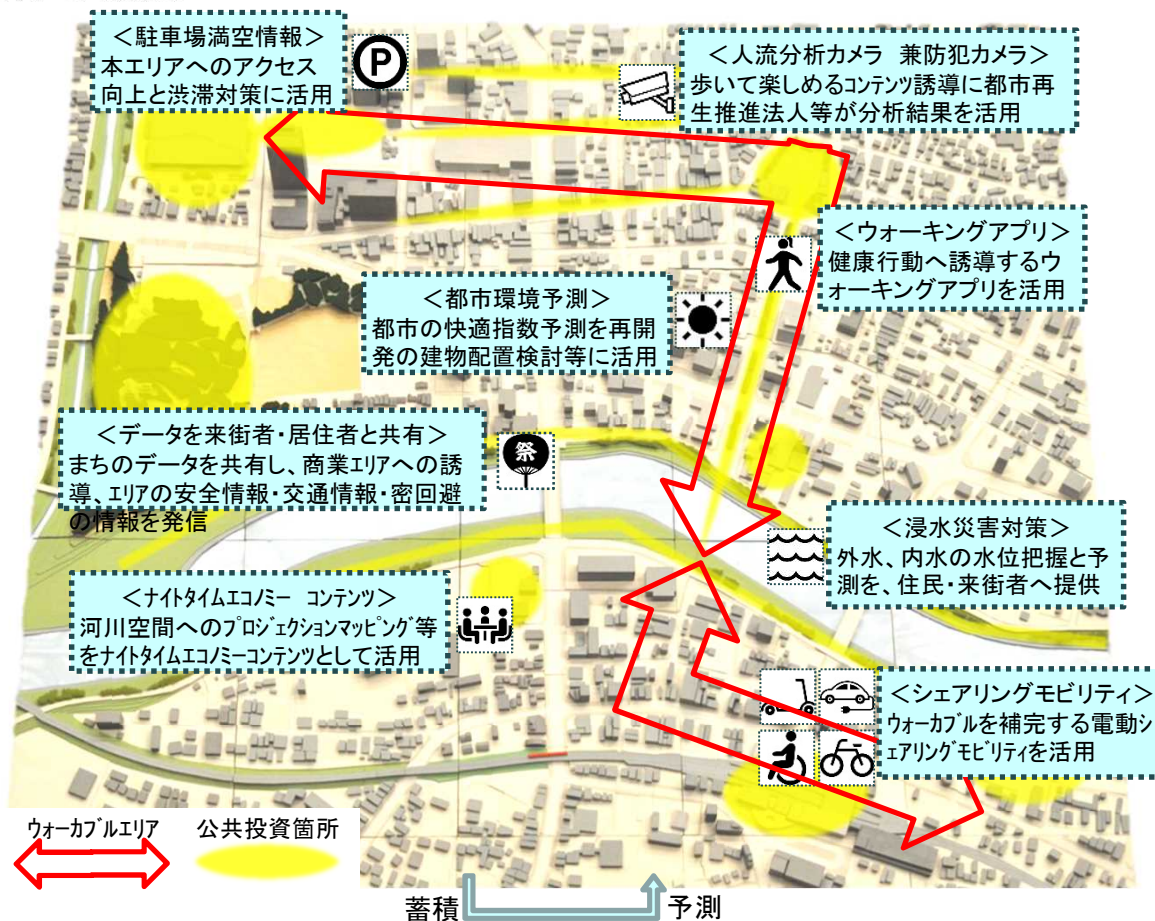 ＜駐車場満空情報＞
本エリアへのアクセス
向上と渋滞対策に活用
P
＜人流分析カメラ 兼防犯カメラ＞
歩いて楽しめるコンテンツ誘導に都市再
生推進法人等が分析結果を活用
＜ウォーキングアプリ＞
健康行動へ誘導するウ
ォーキングアプリを活用
＜都市環境予測＞
都市の快適指数予測を再開
発の建物配置検討等に活用
＜データを来街者・居住者と共有＞
まちのデータを共有し、商業エリアへの誘
導、エリアの安全情報・交通情報・密回避
の情報を発信
祭
＜浸水災害対策＞
外水、内水の水位把握と予
測を、住民・来街者へ提供
＜ナイトタイムエコノミー コンテンツ＞
河川空間へのプロジェクションマッピング等
をナイトタイムエコノミーコンテンツとして活用
＜シェアリングモビリティ＞
ウォーカブルを補完する電動シ
ェアリングモビリティを活用
ウォーカブルエリア
公共投資箇所
蓄積
予測